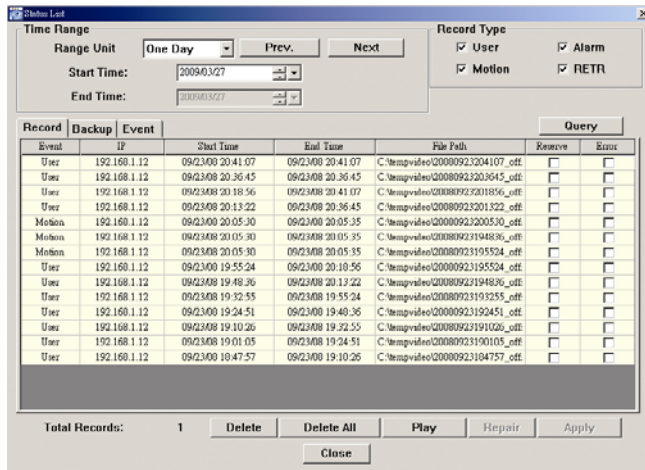 Status List
Time Range
Range Unit One Day Prev. Next
Start Time: 2009/03/27
End Time: 2009/03/27
Record Type
User Alarm
Motion RETR
Record Backup Event Query
Event IP Start Time End Time File Path Reserve Error
User 192.168.1.12 09/23/08 20:41:07 09/23/08 20:41:07 C:\tempvideo\20080923204107_off.
User 192.168.1.12 09/23/08 20:36:45 09/23/08 20:36:45 C:\tempvideo\20080923203645_off.
User 192.168.1.12 09/23/08 20:18:56 09/23/08 20:41:07 C:\tempvideo\20080923201856_off.
User 192.168.1.12 09/23/08 20:13:22 09/23/08 20:36:45 C:\tempvideo\20080923201322_off.
Motion 192.168.1.12 09/23/08 20:05:30 09/23/08 20:05:35 C:\tempvideo\20080923200530_off.
Motion 192.168.1.12 09/23/08 20:05:30 09/23/08 20:05:35 C:\tempvideo\20080923194836_off.
Motion 192.168.1.12 09/23/08 20:05:30 09/23/08 20:05:35 C:\tempvideo\20080923195524_off.
User 192.168.1.12 09/23/08 19:55:24 09/23/08 20:18:56 C:\tempvideo\20080923195524_off.
User 192.168.1.12 09/23/08 19:48:36 09/23/08 20:13:22 C:\tempvideo\20080923194836_off.
User 192.168.1.12 09/23/08 19:32:55 09/23/08 19:55:24 C:\tempvideo\20080923193255_off.
User 192.168.1.12 09/23/08 19:24:51 09/23/08 19:48:36 C:\tempvideo\20080923192451_off.
User 192.168.1.12 09/23/08 19:10:26 09/23/08 19:32:55 C:\tempvideo\20080923191026_off.
User 192.168.1.12 09/23/08 19:01:05 09/23/08 19:24:51 C:\tempvideo\20080923190105_off.
User 192.168.1.12 09/23/08 18:47:57 09/23/08 19:10:26 C:\tempvideo\20080923184757_off.
Total Records: 1 Delete Delete All Play Repair Apply
Close